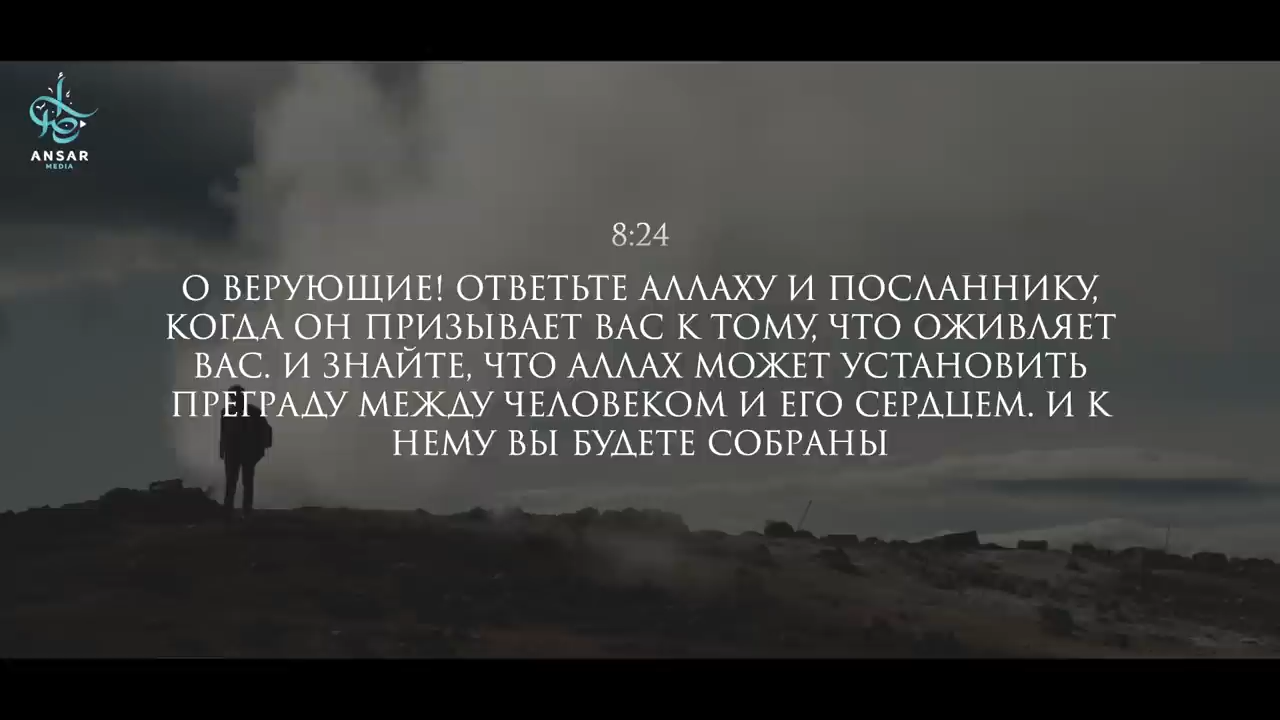 ANSAR
MEDIA
8:24
О ВЕРУЮЩИЕ! ОТВЕТЬТЕ АЛЛАХУ И ПОСЛАННИКУ,
КОГДА ОН ПРИЗЫВАЕТ ВАС К ТОМУ, ЧТО ОЖИВЛЯЕТ
ВАС. И ЗНАЙТЕ, ЧТО АЛЛАХ МОЖЕТ УСТАНОВИТЬ
ПРЕГРАДУ МЕЖДУ ЧЕЛОВЕКОМ И ЕГО СЕРДЦЕМ. И К
НЕМУ ВЫ БУДЕТЕ СОБРАНЫ